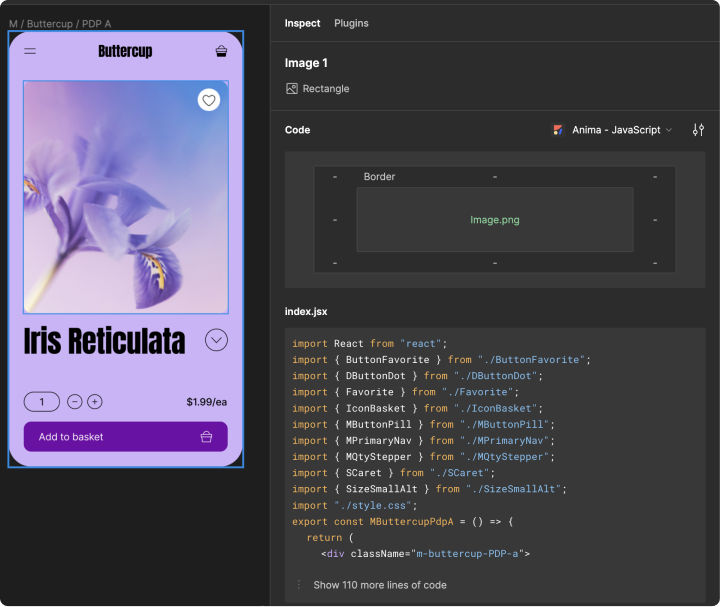 M / Buttercup / PDP A
Buttercup
Iris Reticulata
1
$1.99/ea
Add to basket
Inspect Plugins
Image 1
Rectangle
Code
Anima - JavaScript
- Border - -
- Image.png -
- - -
index.jsx
import React from "react";
import { ButtonFavorite } from "./ButtonFavorite";
import { DButtonDot } from "./DButtonDot";
import { Favorite } from "./Favorite";
import { IconBasket } from "./IconBasket";
import { MButtonPill } from "./MButtonPill";
import { MPrimaryNav } from "./MPrimaryNav";
import { MQtyStepper } from "./MQtyStepper";
import { SCaret } from "./SCaret";
import { SizeSmallAlt } from "./SizeSmallAlt";
import "./style.css";
export const MButtercupPdpA = () => {
return (
<div className="m-buttercup-PDP-a">
Show 110 more lines of code